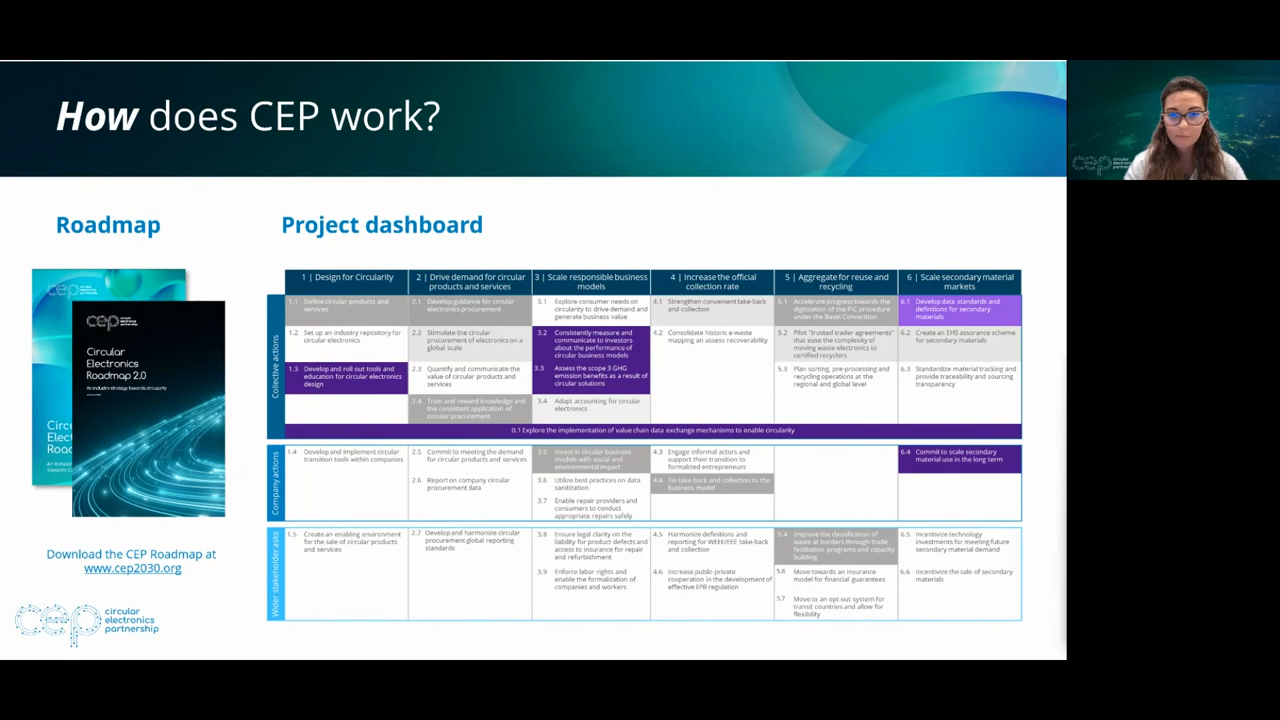 How does CEP work?
cep circular electronics partnership
Roadmap
Project dashboard
cep
cep
Circular
Electronics
Roadmap 2.0
An industry strategy towards circularity
Download the CEP Roadmap at
www.cep2030.org
cep circular
electronics
partnership
1 | Design for Circularity
2 | Drive demand for circular
products and services
3 | Scale responsible business
models
4 | Increase the official
collection rate
5 | Aggregate for reuse and
recycling
6 | Scale secondary material
markets
Collective actions
1.1 Define circular products and
services
2.1 Develop guidance for circular
electronics procurement
3.1 Explore consumer needs on
circularity to drive demand and
generate business value
4.1 Strengthen convenient take-back
and collection
5.1 Accelerate progress towards the
digitization of the PIC procedure
under the Basel Convention
6.1 Develop data standards and
definitions for secondary
materials
1.2 Set up an industry repository for
circular electronics
2.2 Stimulate the circular
procurement of electronics on a
global scale
3.2 Consistently measure and
communicate to investors
about the performance of
circular business models
4.2 Consolidate historic e-waste
mapping an assess recoverability
5.2 Pilot "trusted trader agreements"
that ease the complexity of
moving waste electronics to
certified recyclers
6.2 Create an EHS assurance scheme
for secondary materials
1.3 Develop and roll out tools and
education for circular electronics
design
2.3 Quantify and communicate the
value of circular products and
services
3.3 Assess the scope 3 GHG
emission benefits as a result of
circular solutions
5.3 Plan sorting, pre-processing and
recycling operations at the
regional and global level
6.3 Standardize material tracking and
provide traceability and sourcing
transparency
2.4 Train and reward knowledge and
the consistent application of
circular procurement
3.4 Adapt accounting for circular
electronics
0.1 Explore the implementation of value chain data exchange mechanisms to enable circularity
Company actions
1.4 Develop and implement circular
transition tools within companies
2.5 Commit to meeting the demand
for circular products and services
3.5 Invest in circular business
models with social and
environmental impact
4.3 Engage informal actors and
support their transition to
formalized entrepreneurs
6.4 Commit to scale secondary
material use in the long term
2.6 Report on company circular
procurement data
3.6 Utilize best practices on data
sanitization
4.4 Tie take-back and collection to the
business model
3.7 Enable repair providers and
consumers to conduct
appropriate repairs safely
Wider stakeholder asks
1.5 Create an enabling environment
for the sale of circular products
and services
2.7 Develop and harmonize circular
procurement global reporting
standards
3.8 Ensure legal clarity on the
liability for product defects and
access to insurance for repair
and refurbishment
4.5 Harmonize definitions and
reporting for WEEE/EEE take-back
and collection
5.4 Improve the classification of
waste at borders through trade
facilitation programs and capacity
building
6.5 Incentivize technology
investments for meeting future
secondary material demand
3.9 Enforce labor rights and
enable the formalization of
companies and workers
4.6 Increase public-private
cooperation in the development of
effective EPR regulation
5.6 Move towards an insurance
model for financial guarantees
6.6 Incentivize the sale of secondary
materials
5.7 Move to an opt-out system for
transit countries and allow for
flexibility